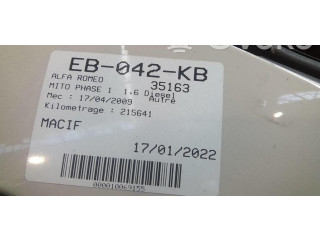 EB-042-KB
ALFA ROMEO 35163
MITO PHASE 1 1.6 Diesel
Mec : 17/04/2009 Autre
Kilometrage : 215641
MACIF
17/01/2022
000010069155